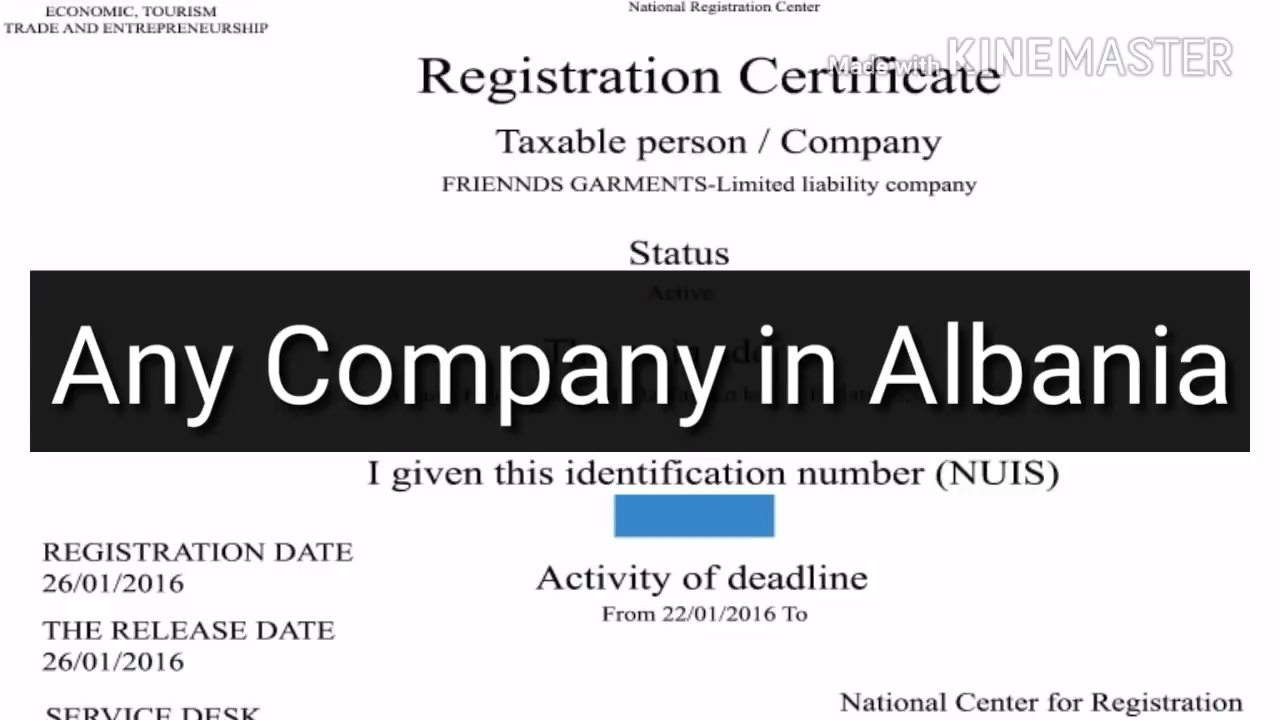 ECONOMIC, TOURISM
TRADE AND ENTREPRENEURSHIP
National Registration Center
Made with KINEMASTER
Registration Certificate
Taxable person / Company
FRIENNDS GARMENTS-Limited liability company
Status
Active
Any Company in Albania
I given this identification number (NUIS)
REGISTRATION DATE
26/01/2016
Activity of deadline
From 22/01/2016 To
THE RELEASE DATE
26/01/2016
SERVICE DESK
National Center for Registration